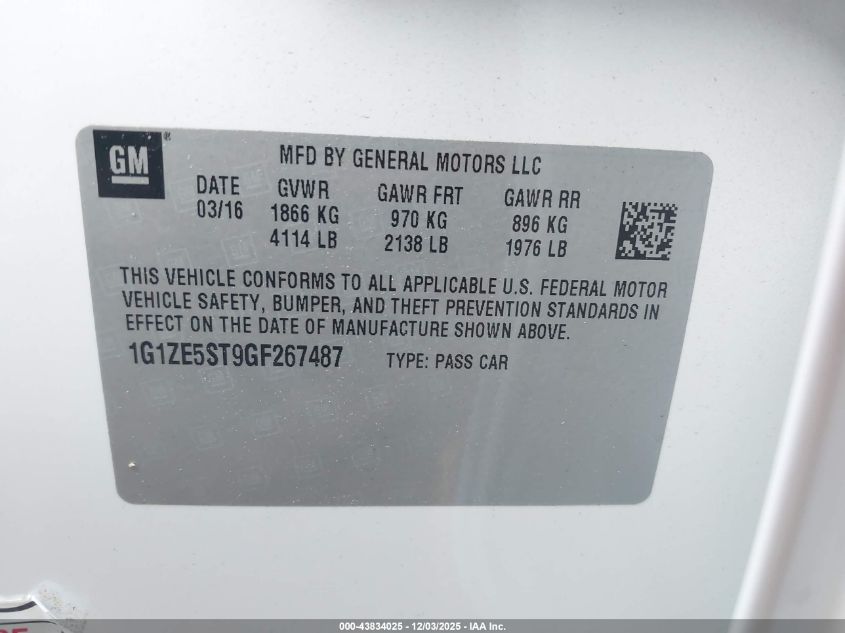 GM®
MFD BY GENERAL MOTORS LLC
DATE GVWR GAWR FRT GAWR RR
03/16 1866 KG 970 KG 896 KG
4114 LB 2138 LB 1976 LB
THIS VEHICLE CONFORMS TO ALL APPLICABLE U.S. FEDERAL MOTOR
VEHICLE SAFETY, BUMPER, AND THEFT PREVENTION STANDARDS IN
EFFECT ON THE DATE OF MANUFACTURE SHOWN ABOVE.
1G1ZE5ST9GF267487 TYPE: PASS CAR
000-43834025 - 12/03/2025 - IAA Inc.